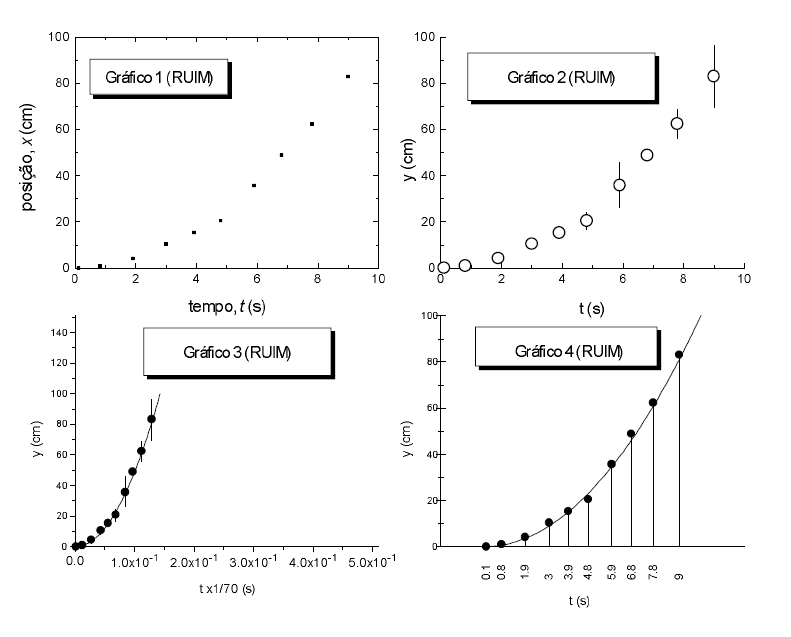 100
80
60
40
20
0
posição, x (cm)
Gráfico 1 (RUIM)
0 2 4 6 8 10
tempo, t (s)
100
80
60
40
20
0
y (cm)
Gráfico 2 (RUIM)
0 2 4 6 8 10
t (s)
140
120
100
80
60
40
20
0
y (cm)
Gráfico 3 (RUIM)
0.0 1.0x10⁻¹ 2.0x10⁻¹ 3.0x10⁻¹ 4.0x10⁻¹ 5.0x10⁻¹
t x1/70 (s)
100
80
60
40
20
0
y (cm)
Gráfico 4 (RUIM)
0.1 0.8 1.9 3 3.9 4.8 5.9 6.8 7.8 9
t (s)